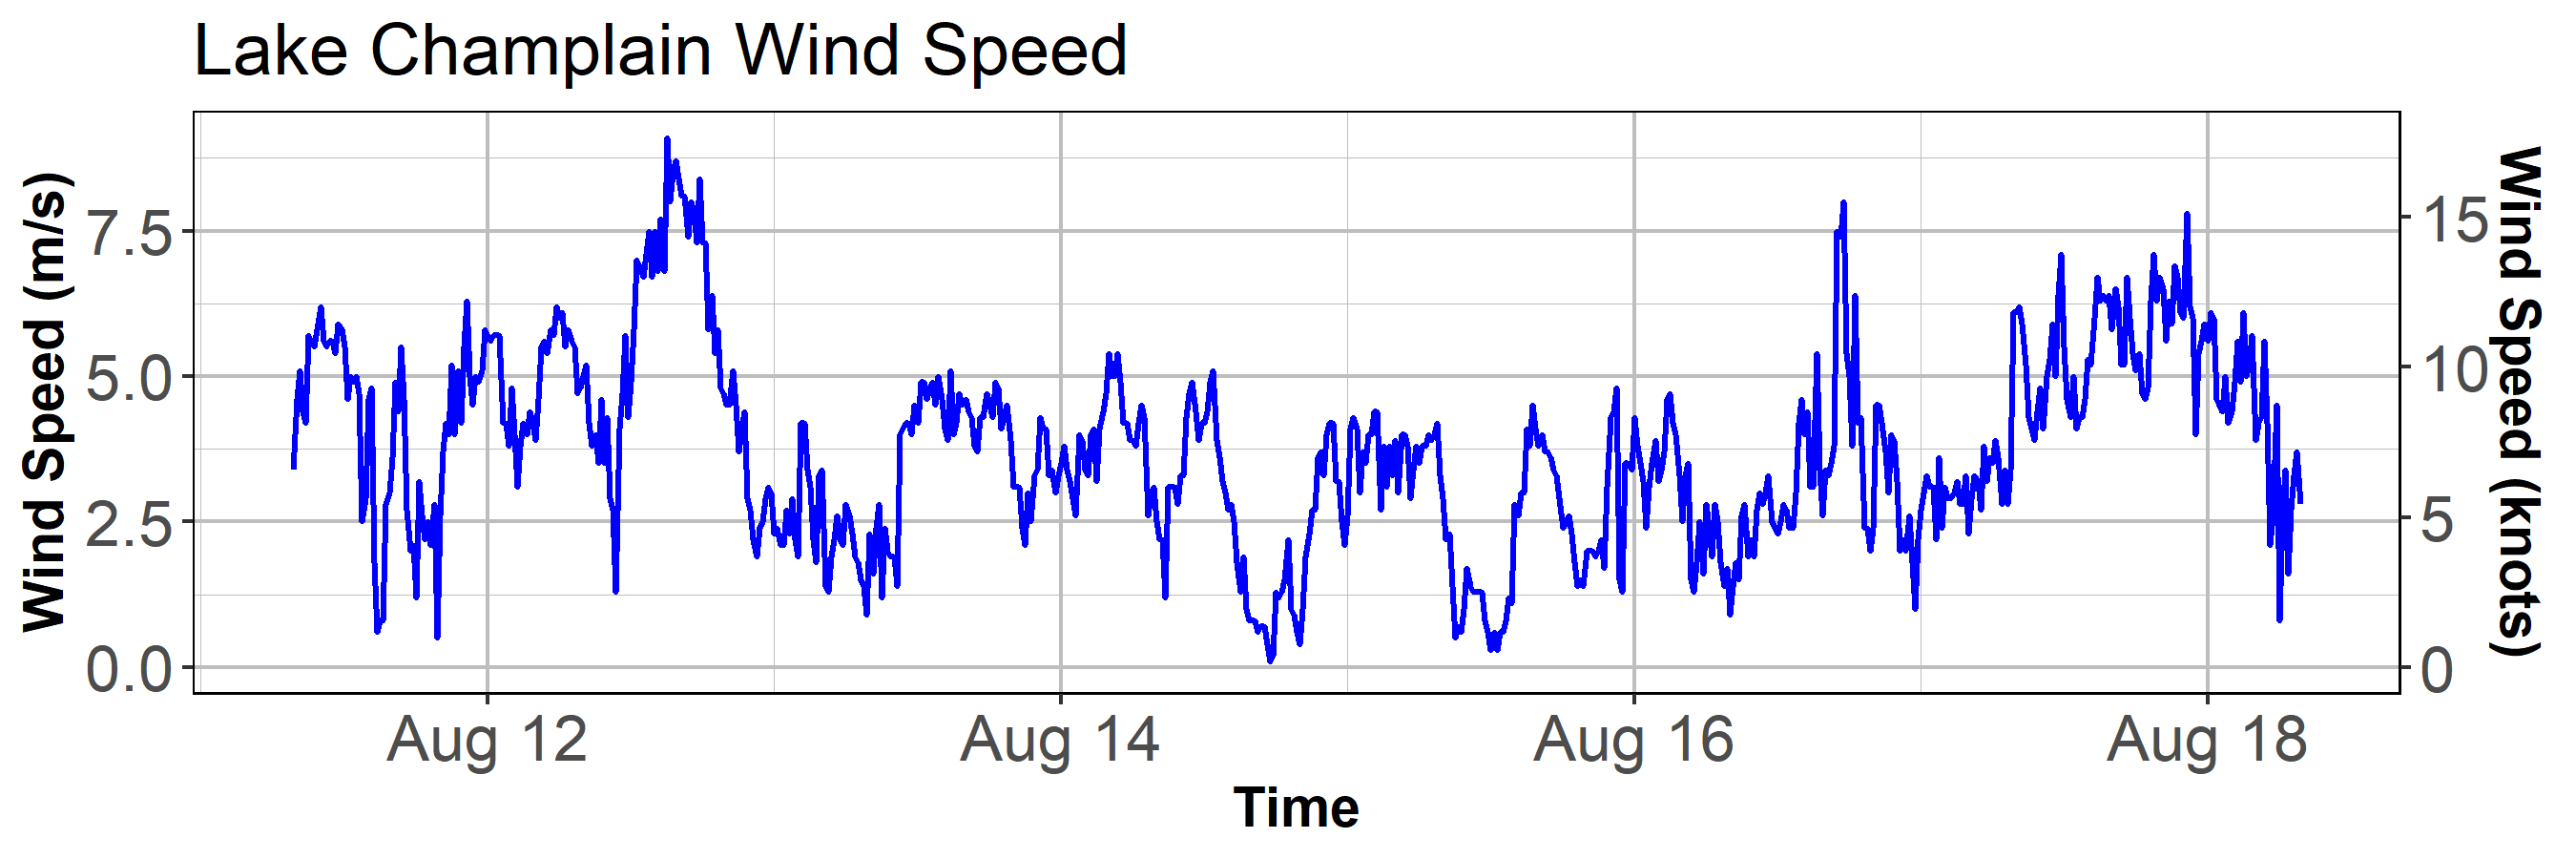 Lake Champlain Wind Speed
Wind Speed (m/s)
7.5
5.0
2.5
0.0
15
10
5
0
Wind Speed (knots)
Aug 12
Aug 14
Aug 16
Aug 18
Time